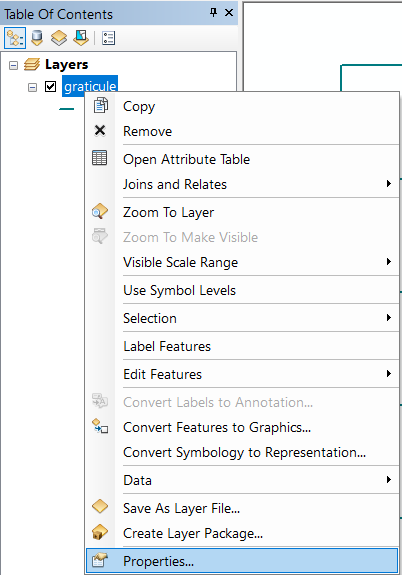 Table Of Contents
Layers
graticule
Copy
Remove
Open Attribute Table
Joins and Relates
Zoom To Layer
Zoom To Make Visible
Visible Scale Range
Use Symbol Levels
Selection
Label Features
Edit Features
Convert Labels to Annotation...
Convert Features to Graphics...
Convert Symbology to Representation...
Data
Save As Layer File...
Create Layer Package...
Properties...